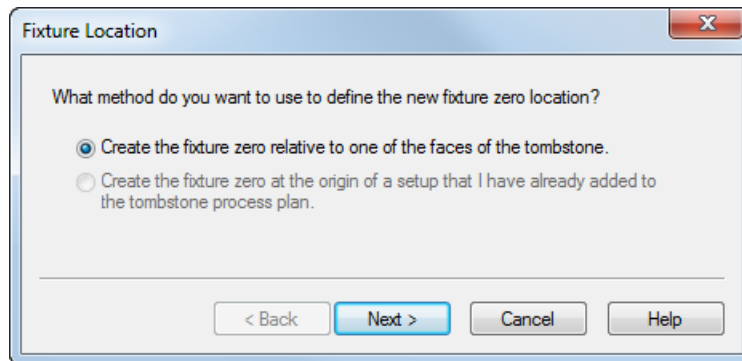 Fixture Location
What method do you want to use to define the new fixture zero location?
Create the fixture zero relative to one of the faces of the tombstone.
Create the fixture zero at the origin of a setup that I have already added to
the tombstone process plan.
< Back Next > Cancel Help